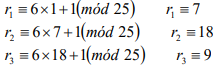 r₁ ≡ 6×1+1(mód 25) r₁ ≡ 7
r₂ ≡ 6×7+1(mód 25) r₂ ≡ 18
r₃ ≡ 6×18+1(mód 25) r₃ ≡ 9